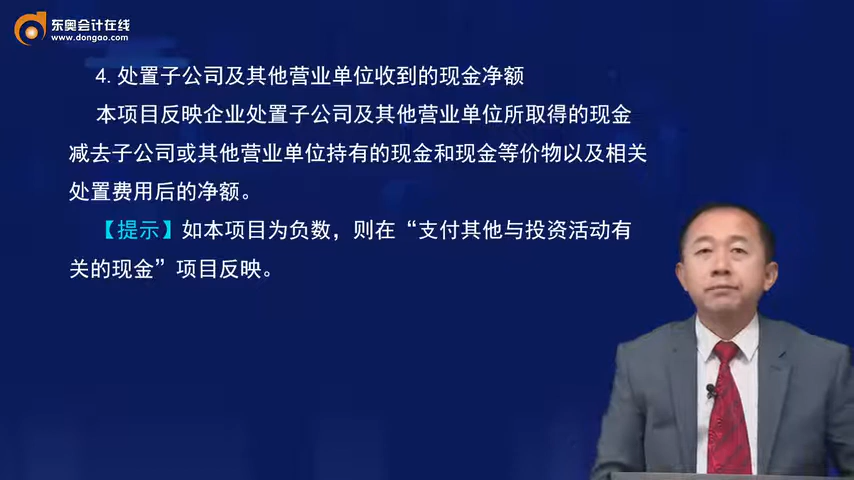 东奥会计在线
www.dongao.com
4.处置子公司及其他营业单位收到的现金净额
本项目反映企业处置子公司及其他营业单位所取得的现金
减去子公司或其他营业单位持有的现金和现金等价物以及相关
处置费用后的净额。
【提示】如本项目为负数，则在“支付其他与投资活动有
关的现金”项目反映。